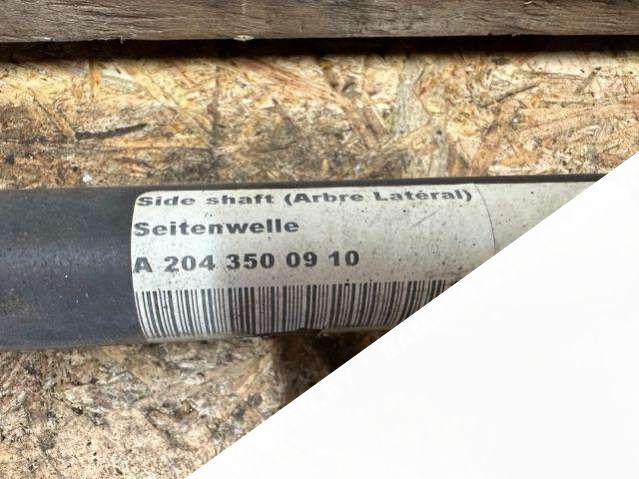 Side shaft (Arbre Latéral)
Seitenwelle
A 204 350 09 10